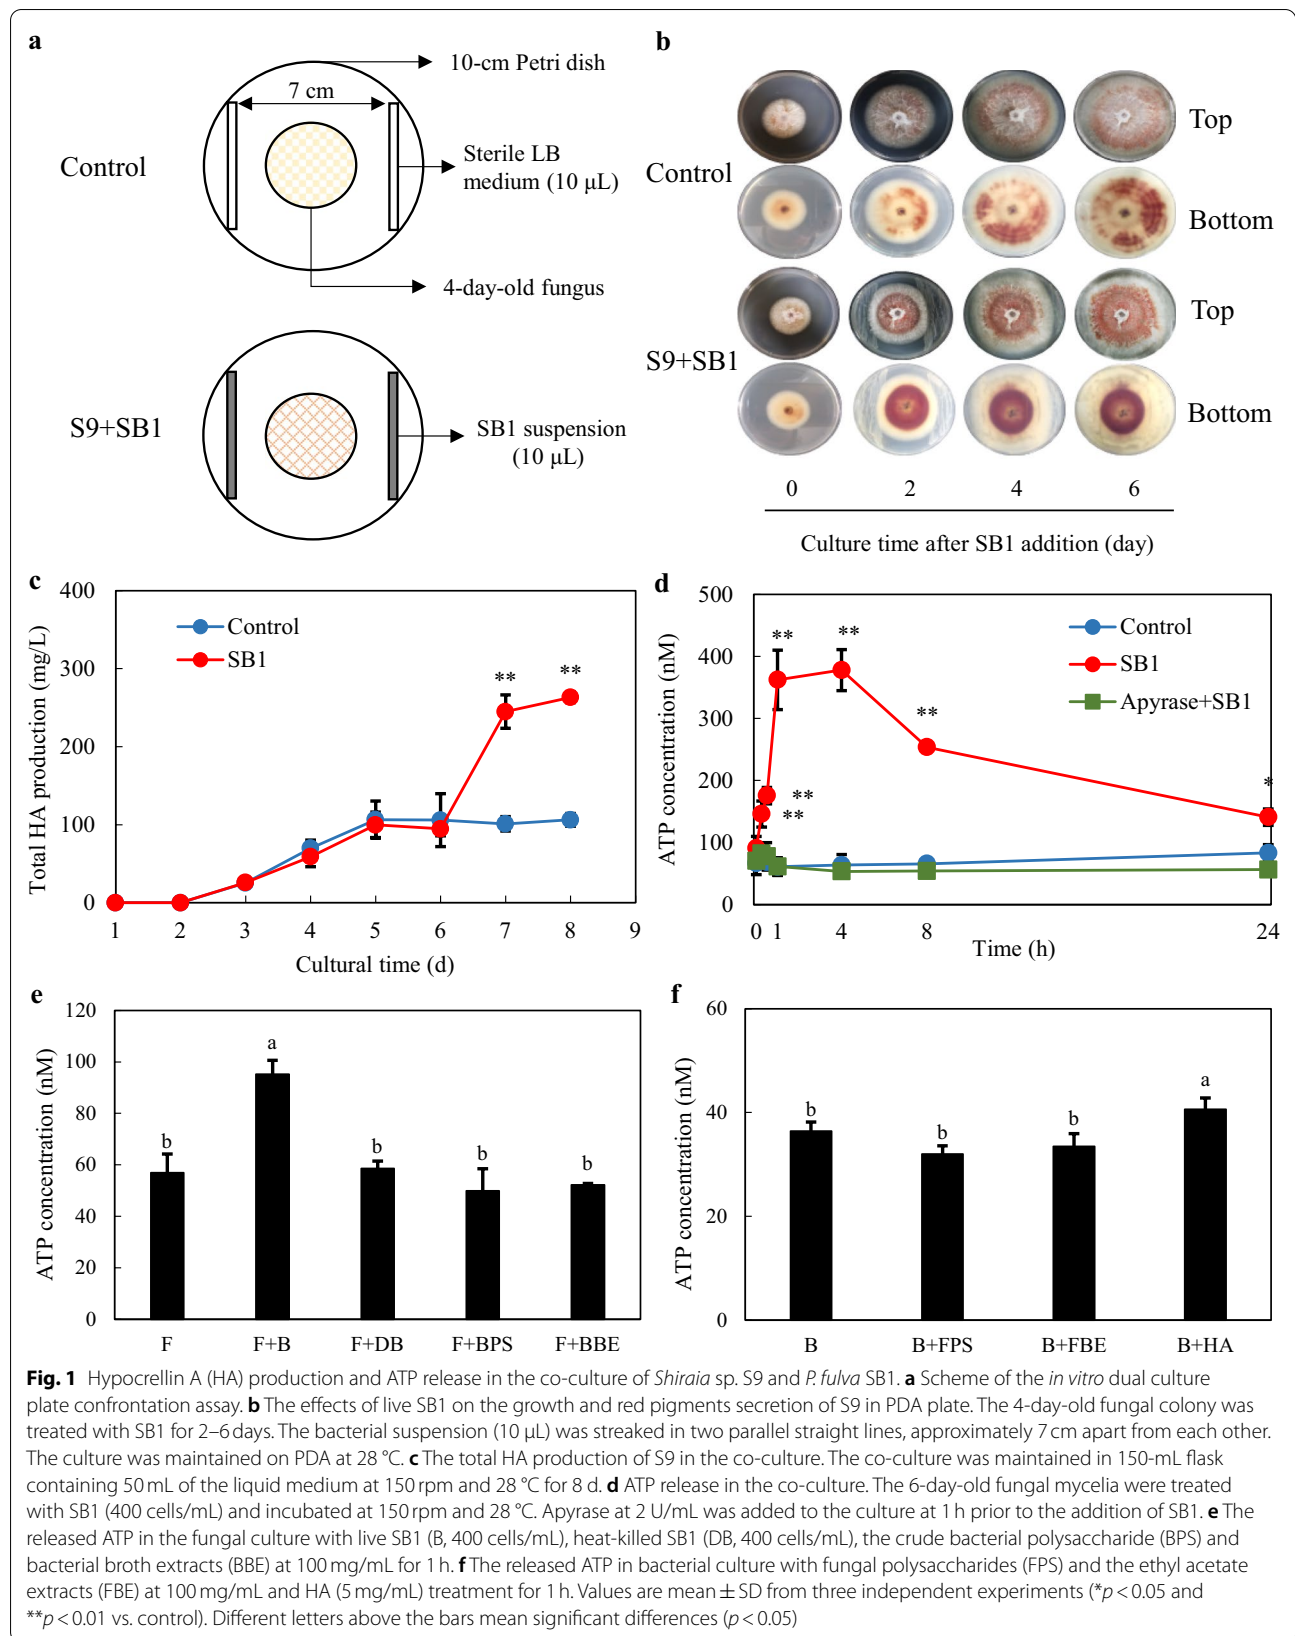 a
10-cm Petri dish
7 cm
Control
Sterile LB
medium (10 μL)
4-day-old fungus
S9+SB1
SB1 suspension
(10 μL)
b
Top
Control
Bottom
Top
S9+SB1
Bottom
0 2 4 6
Culture time after SB1 addition (day)
c
Total HA production (mg/L)
400
300
200
100
0
Control
SB1
** **
1 2 3 4 5 6 7 8 9
Cultural time (d)
d
ATP concentration (nM)
500
400
300
200
100
0
Control
SB1
Apyrase+SB1
** **
**
**
**
*
0 1 4 8 24
Time (h)
e
ATP concentration (nM)
120
100
80
60
40
20
0
b a b b b
F F+B F+DB F+BPS F+BBE
f
ATP concentration (nM)
60
40
20
0
b b b a
B B+FPS B+FBE B+HA
Fig. 1 Hypocrellin A (HA) production and ATP release in the co-culture of Shiraia sp. S9 and P. fulva SB1. a Scheme of the in vitro dual culture
plate confrontation assay. b The effects of live SB1 on the growth and red pigments secretion of S9 in PDA plate. The 4-day-old fungal colony was
treated with SB1 for 2–6 days. The bacterial suspension (10 μL) was streaked in two parallel straight lines, approximately 7 cm apart from each other.
The culture was maintained on PDA at 28 °C. c The total HA production of S9 in the co-culture. The co-culture was maintained in 150-mL flask
containing 50 mL of the liquid medium at 150 rpm and 28 °C for 8 d. d ATP release in the co-culture. The 6-day-old fungal mycelia were treated
with SB1 (400 cells/mL) and incubated at 150 rpm and 28 °C. Apyrase at 2 U/mL was added to the culture at 1 h prior to the addition of SB1. e The
released ATP in the fungal culture with live SB1 (B, 400 cells/mL), heat-killed SB1 (DB, 400 cells/mL), the crude bacterial polysaccharide (BPS) and
bacterial broth extracts (BBE) at 100 mg/mL for 1 h. f The released ATP in bacterial culture with fungal polysaccharides (FPS) and the ethyl acetate
extracts (FBE) at 100 mg/mL and HA (5 mg/mL) treatment for 1 h. Values are mean ± SD from three independent experiments (*p < 0.05 and
**p < 0.01 vs. control). Different letters above the bars mean significant differences (p < 0.05)